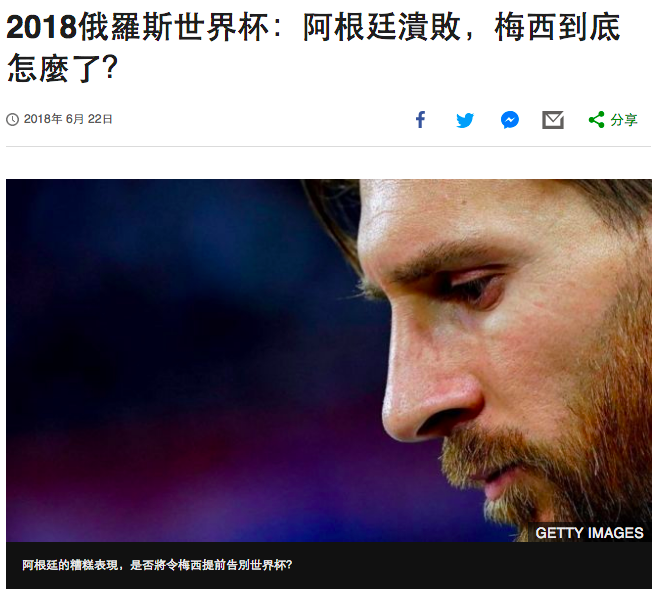 2018俄羅斯世界杯：阿根廷潰敗，梅西到底
怎麼了？
2018年 6月 22日
分享
GETTY IMAGES
阿根廷的糟糕表現，是否將令梅西提前告別世界杯？